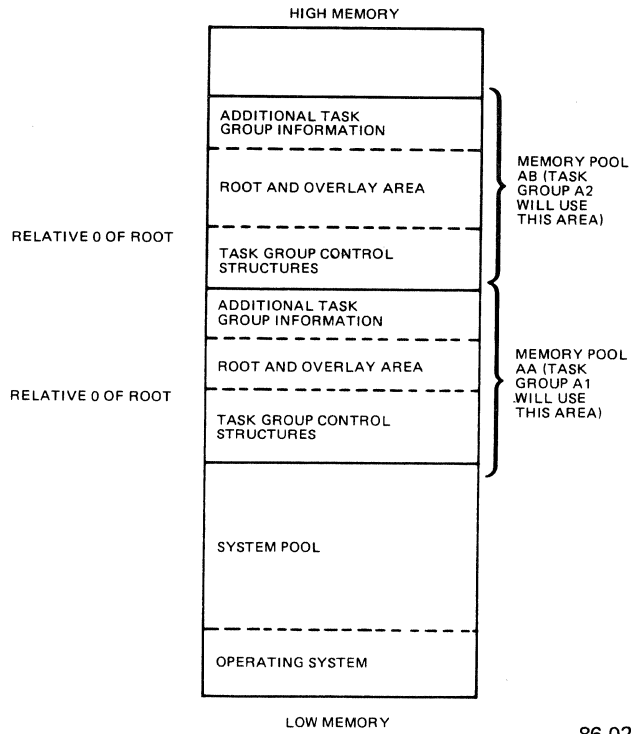 HIGH MEMORY
ADDITIONAL TASK
GROUP INFORMATION
ROOT AND OVERLAY AREA
MEMORY POOL
AB (TASK
GROUP A2
WILL USE
THIS AREA)
RELATIVE 0 OF ROOT
TASK GROUP CONTROL
STRUCTURES
ADDITIONAL TASK
GROUP INFORMATION
ROOT AND OVERLAY AREA
MEMORY POOL
AA (TASK
GROUP A1
WILL USE
THIS AREA)
RELATIVE 0 OF ROOT
TASK GROUP CONTROL
STRUCTURES
SYSTEM POOL
OPERATING SYSTEM
LOW MEMORY